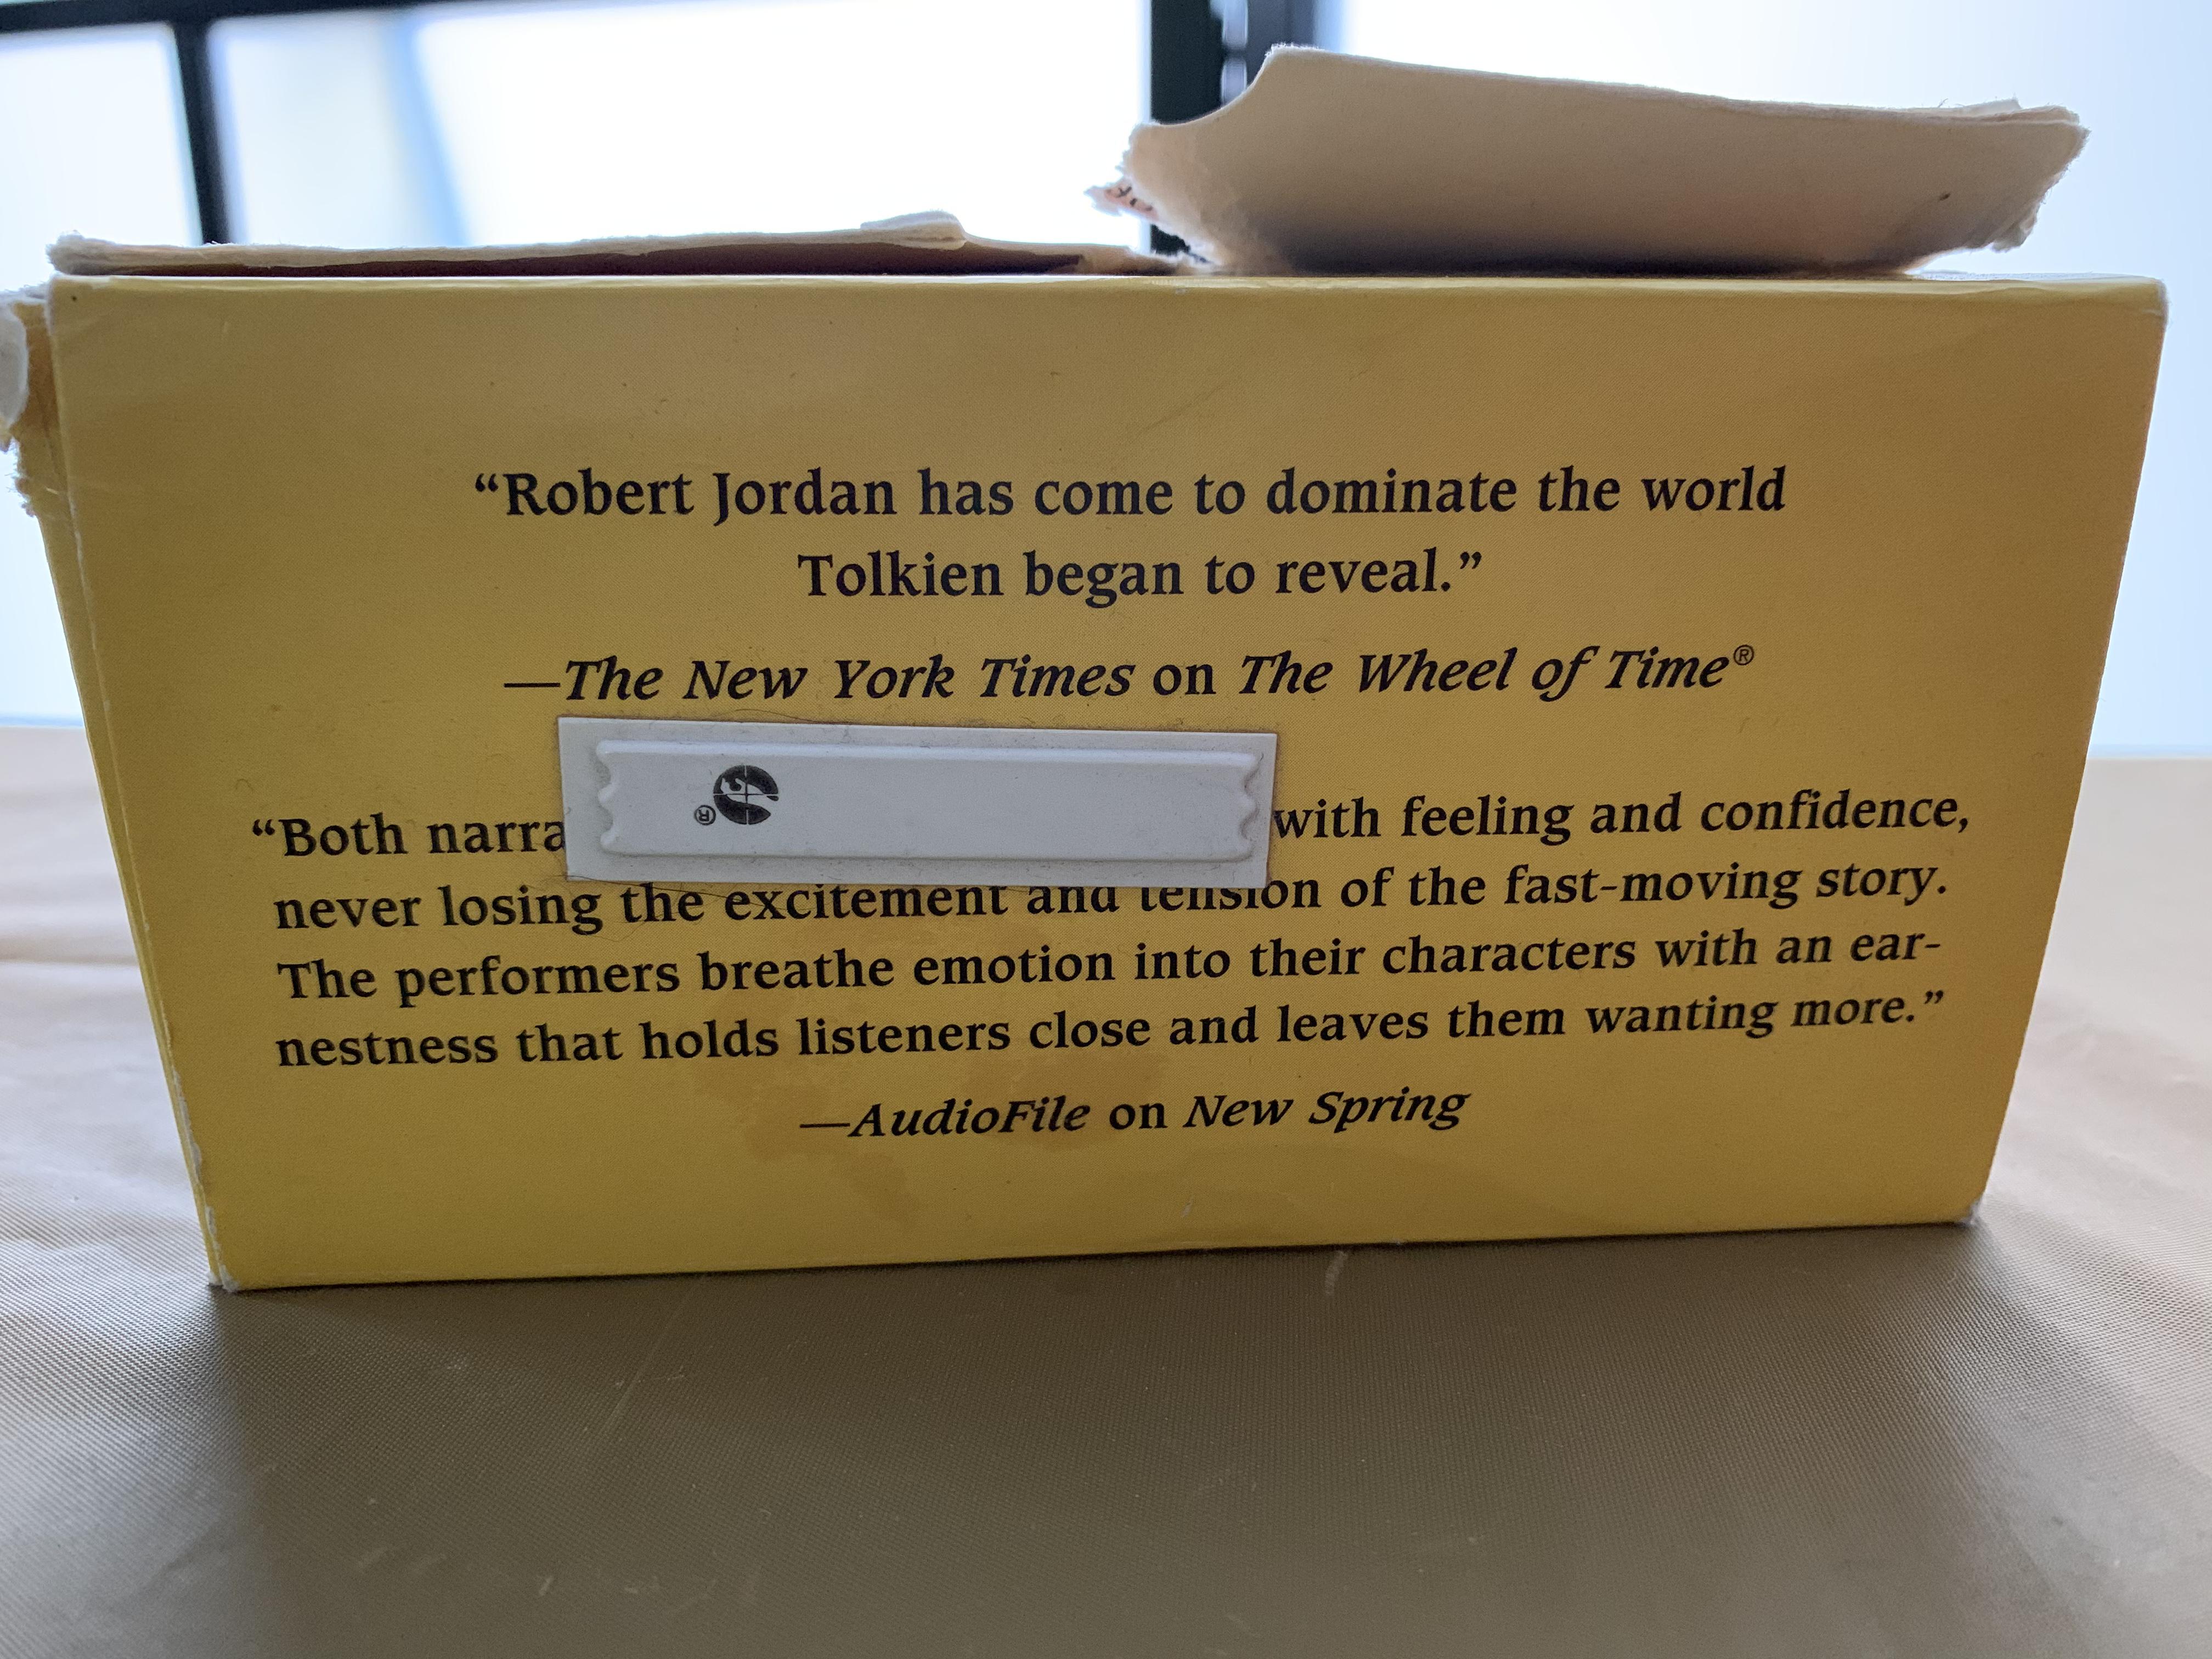 “Robert Jordan has come to dominate the world
Tolkien began to reveal.”
—The New York Times on The Wheel of Time®
“Both narra with feeling and confidence,
never losing the excitement and tension of the fast-moving story.
The performers breathe emotion into their characters with an ear-
nestness that holds listeners close and leaves them wanting more.”
—AudioFile on New Spring
®